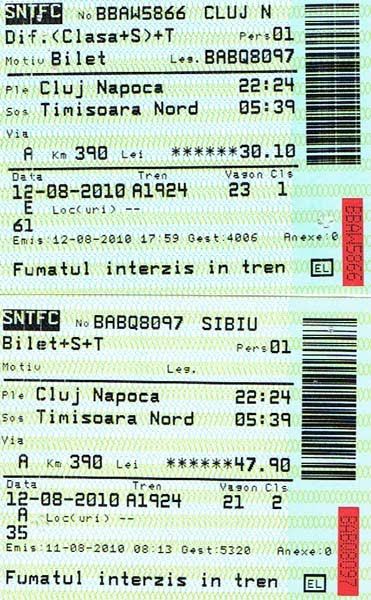 SNTFC No BBAW5866 CLUJ N
Dif.(Clasa+S)+T Pers 01
Motiv Bilet Leg. BABQ8097
Ple Cluj Napoca 22:24
Sos Timisoara Nord 05:39
Via
A Km 390 Lei ******30.10
Data Tren Vagon Cls
12-08-2010 A1924 23 1
E Loc(uri) --
61
Emis:12-08-2010 17:59 Gest:4006 Anexe:0
Fumatul interzis in tren EL
BBAW5866
SNTFC No BABQ8097 SIBIU
Bilet+S+T Pers 01
Motiv Leg.
Ple Cluj Napoca 22:24
Sos Timisoara Nord 05:39
Via
A Km 390 Lei ******47.90
Data Tren Vagon Cls
12-08-2010 A1924 21 2
A Loc(uri) --
35
Emis:11-08-2010 08:13 Gest:5320 Anexe:0
Fumatul interzis in tren EL
BABQ8097